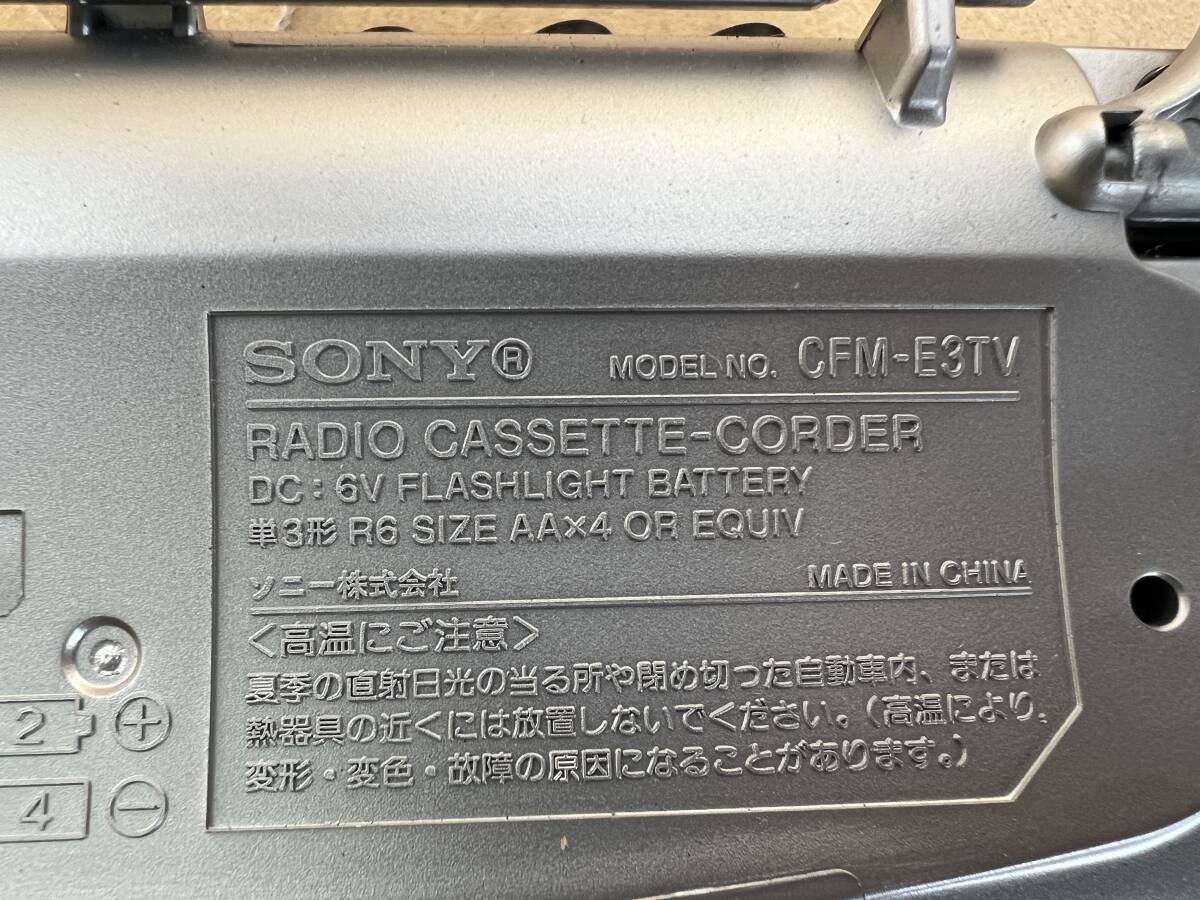 SONY® MODEL NO. CFM-E3TV
RADIO CASSETTE-CORDER
DC : 6V FLASHLIGHT BATTERY
単3形 R6 SIZE AA×4 OR EQUIV
ソニー株式会社 MADE IN CHINA
<高温にご注意>
夏季の直射日光の当る所や閉め切った自動車内、または
熱器具の近くには放置しないでください。(高温により、
変形・変色・故障の原因になることがあります。)
2 ⊕
4 ⊖